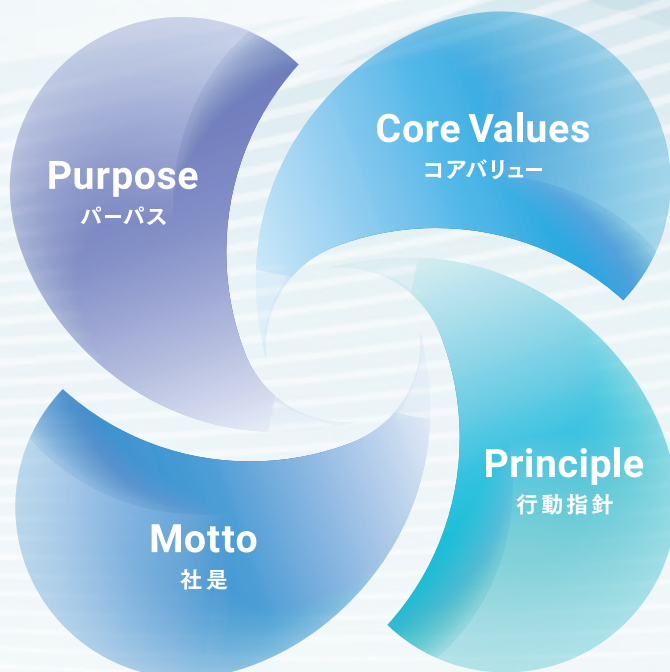 Purpose
パーパス
Core Values
コアバリュー
Principle
行動指針
Motto
社是